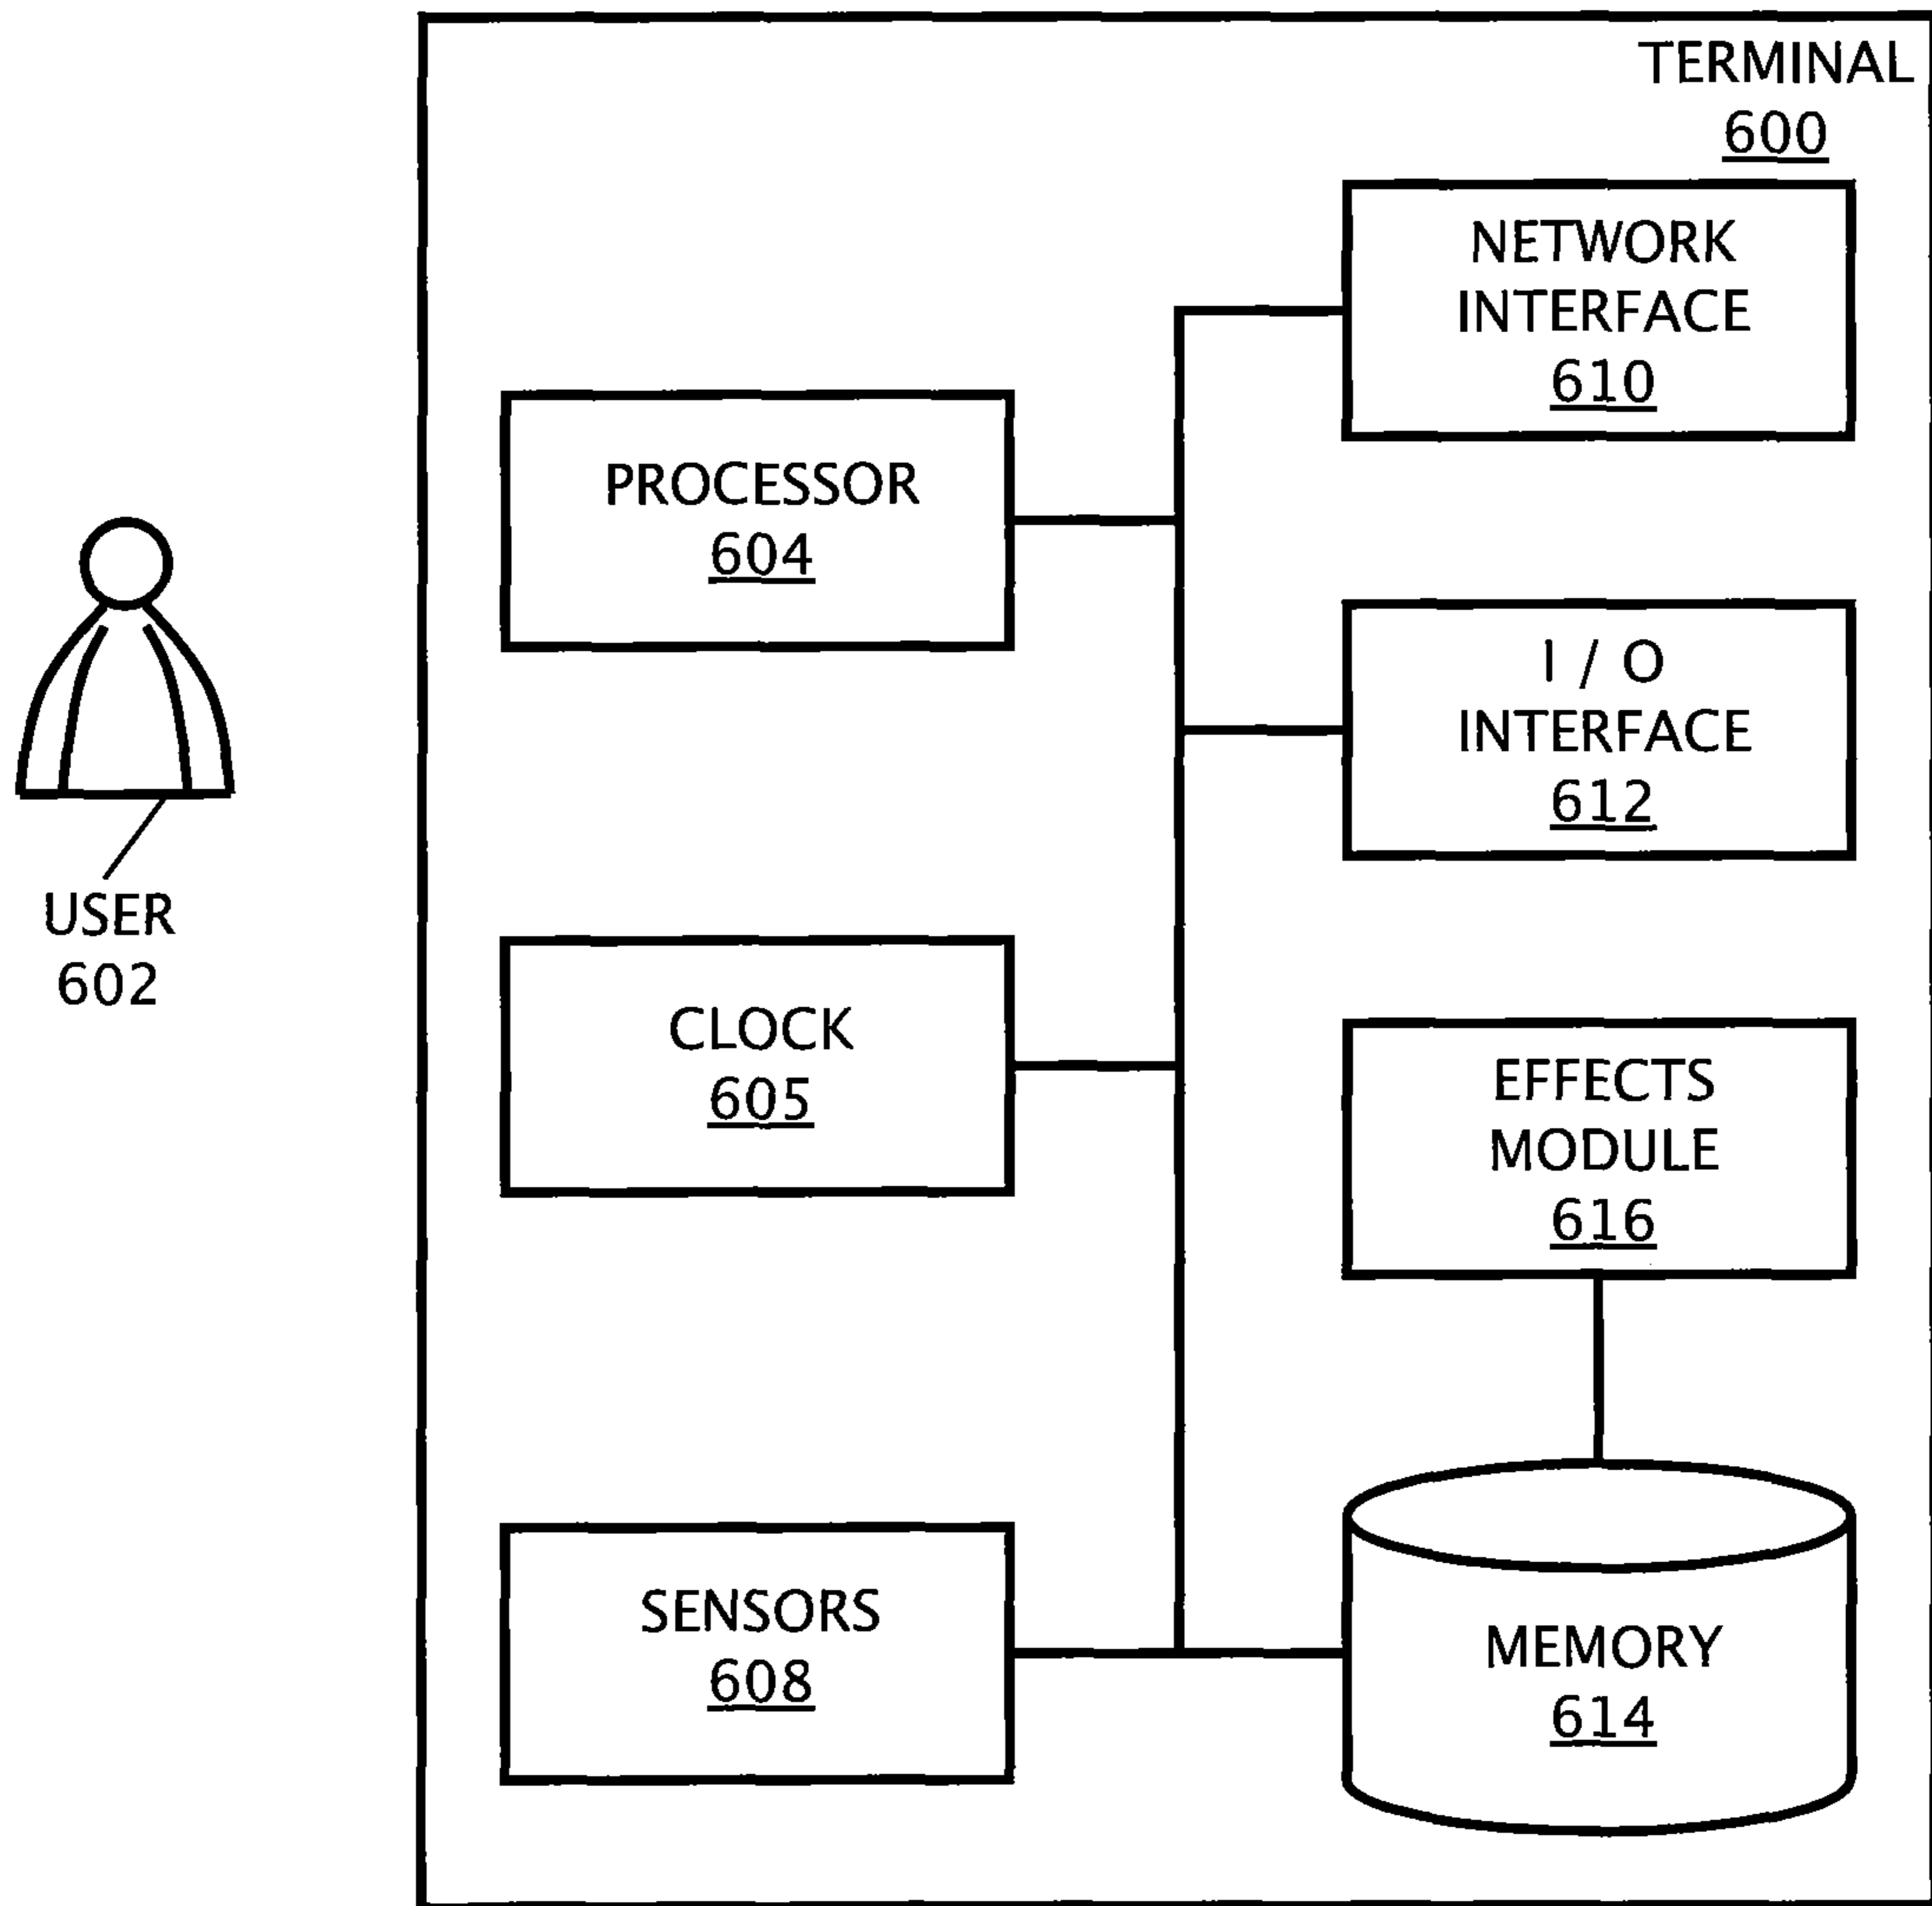 TERMINAL
600
NETWORK
INTERFACE
610
PROCESSOR
604
I / O
INTERFACE
612
USER
602
CLOCK
605
EFFECTS
MODULE
616
SENSORS
608
MEMORY
614